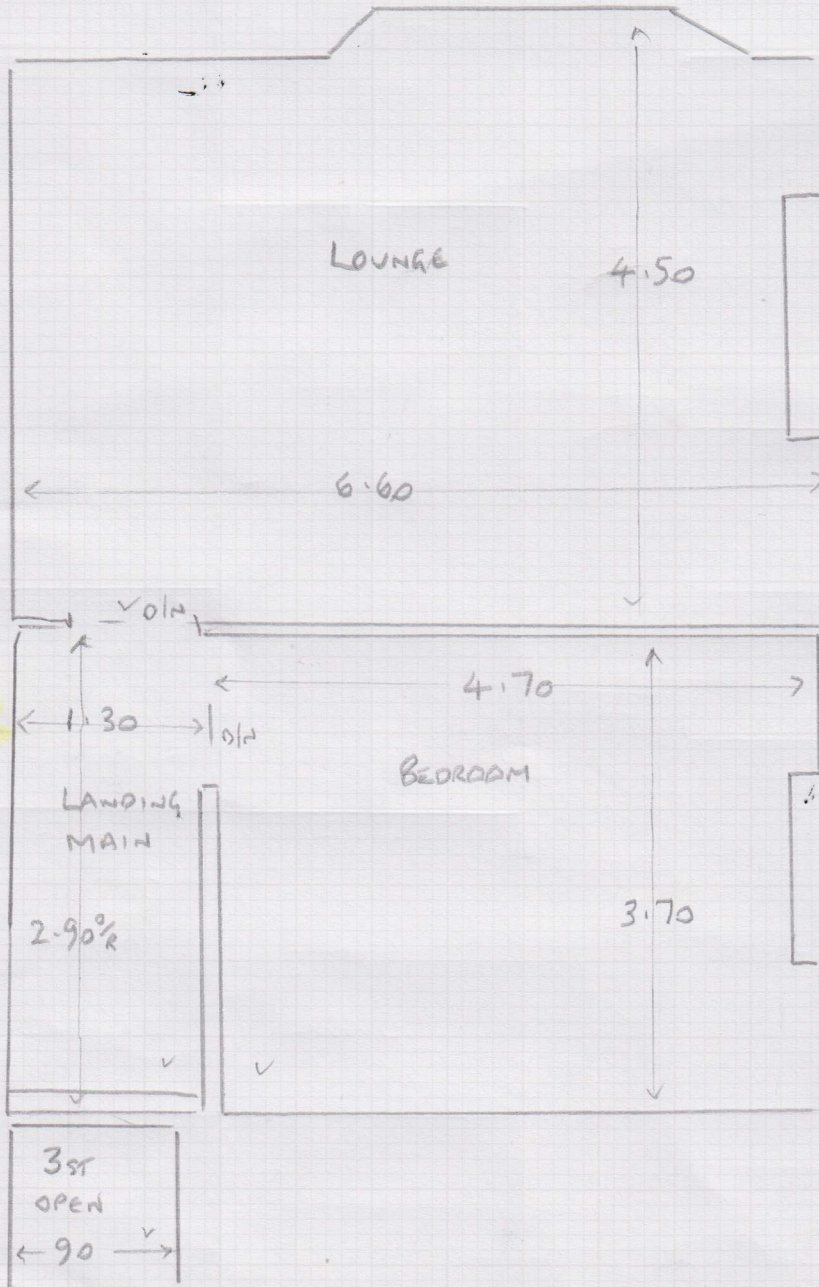 LOUNGE
4.50
6.60
D/N
4.70
1.30
D/N
BEDROOM
LANDING
MAIN
3.70
2.90 O/R
3ST
OPEN
90